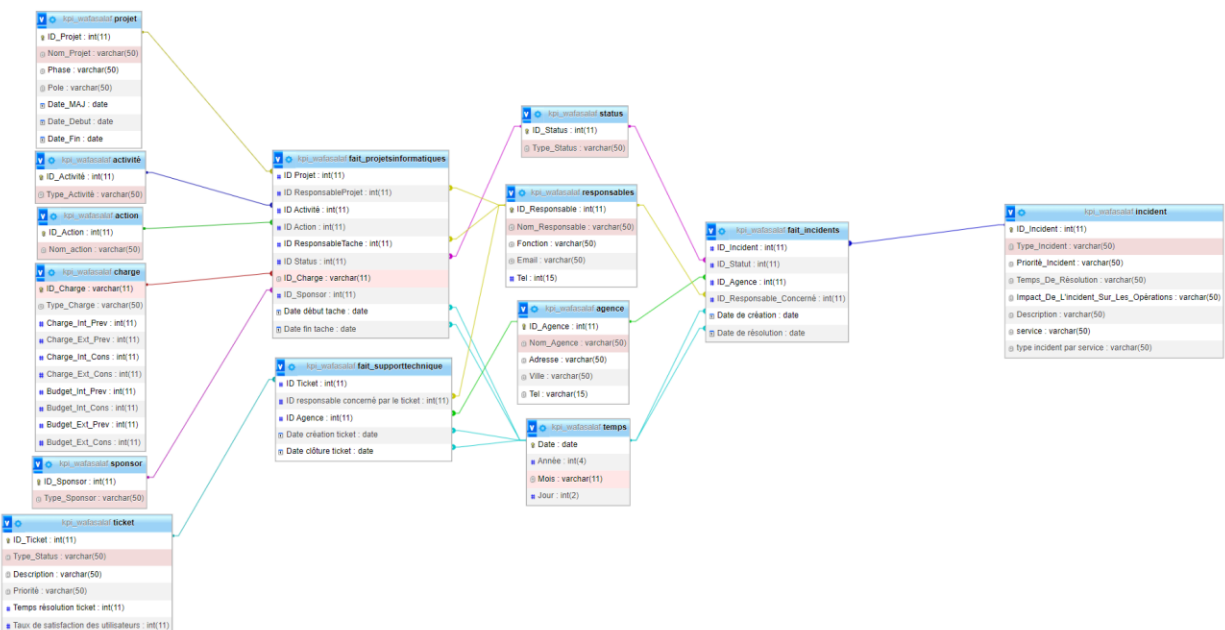 kpi_wafasalaf projet
ID_Projet : int(11)
Nom_Projet : varchar(50)
Phase : varchar(50)
Pole : varchar(50)
Date_MAJ : date
Date_Debut : date
Date_Fin : date
kpi_wafasalaf activité
ID_Activité : int(11)
Type_Activité : varchar(50)
kpi_wafasalaf action
ID_Action : int(11)
Nom_action : varchar(50)
kpi_wafasalaf charge
ID_Charge : varchar(11)
Type_Charge : varchar(50)
Charge_Int_Prev : int(11)
Charge_Ext_Prev : int(11)
Charge_Int_Cons : int(11)
Charge_Ext_Cons : int(11)
Budget_Int_Prev : int(11)
Budget_Int_Cons : int(11)
Budget_Ext_Prev : int(11)
Budget_Ext_Cons : int(11)
kpi_wafasalaf sponsor
ID_Sponsor : int(11)
Type_Sponsor : varchar(50)
kpi_wafasalaf ticket
ID_Ticket : int(11)
Type_Status : varchar(50)
Description : varchar(50)
Priorité : varchar(50)
Temps résolution ticket : int(11)
Taux de satisfaction des utilisateurs : int(11)
kpi_wafasalaf fait_projetsinformatiques
ID Projet : int(11)
ID ResponsableProjet : int(11)
ID Activité : int(11)
ID Action : int(11)
ID ResponsableTache : int(11)
ID Status : int(11)
ID_Charge : varchar(11)
ID_Sponsor : int(11)
Date début tache : date
Date fin tache : date
kpi_wafasalaf fait_supporttechnique
ID Ticket : int(11)
ID responsable concerné par le ticket : int(11)
ID Agence : int(11)
Date création ticket : date
Date clôture ticket : date
kpi_wafasalaf status
ID_Status : int(11)
Type_Status : varchar(50)
kpi_wafasalaf responsables
ID_Responsable : int(11)
Nom_Responsable : varchar(50)
Fonction : varchar(50)
Email : varchar(50)
Tel : int(15)
kpi_wafasalaf agence
ID_Agence : int(11)
Nom_Agence : varchar(50)
Adresse : varchar(50)
Ville : varchar(50)
Tel : varchar(15)
kpi_wafasalaf temps
Date : date
Année : int(4)
Mois : varchar(11)
Jour : int(2)
kpi_wafasalaf fait_incidents
ID_Incident : int(11)
ID_Statut : int(11)
ID_Agence : int(11)
ID_Responsable_Concerné : int(11)
Date de création : date
Date de résolution : date
kpi_wafasalaf incident
ID_Incident : int(11)
Type_Incident : varchar(50)
Priorité_Incident : varchar(50)
Temps_De_Résolution : varchar(50)
Impact_De_L'incident_Sur_Les_Opérations : varchar(50)
Description : varchar(50)
service : varchar(50)
type incident par service : varchar(50)